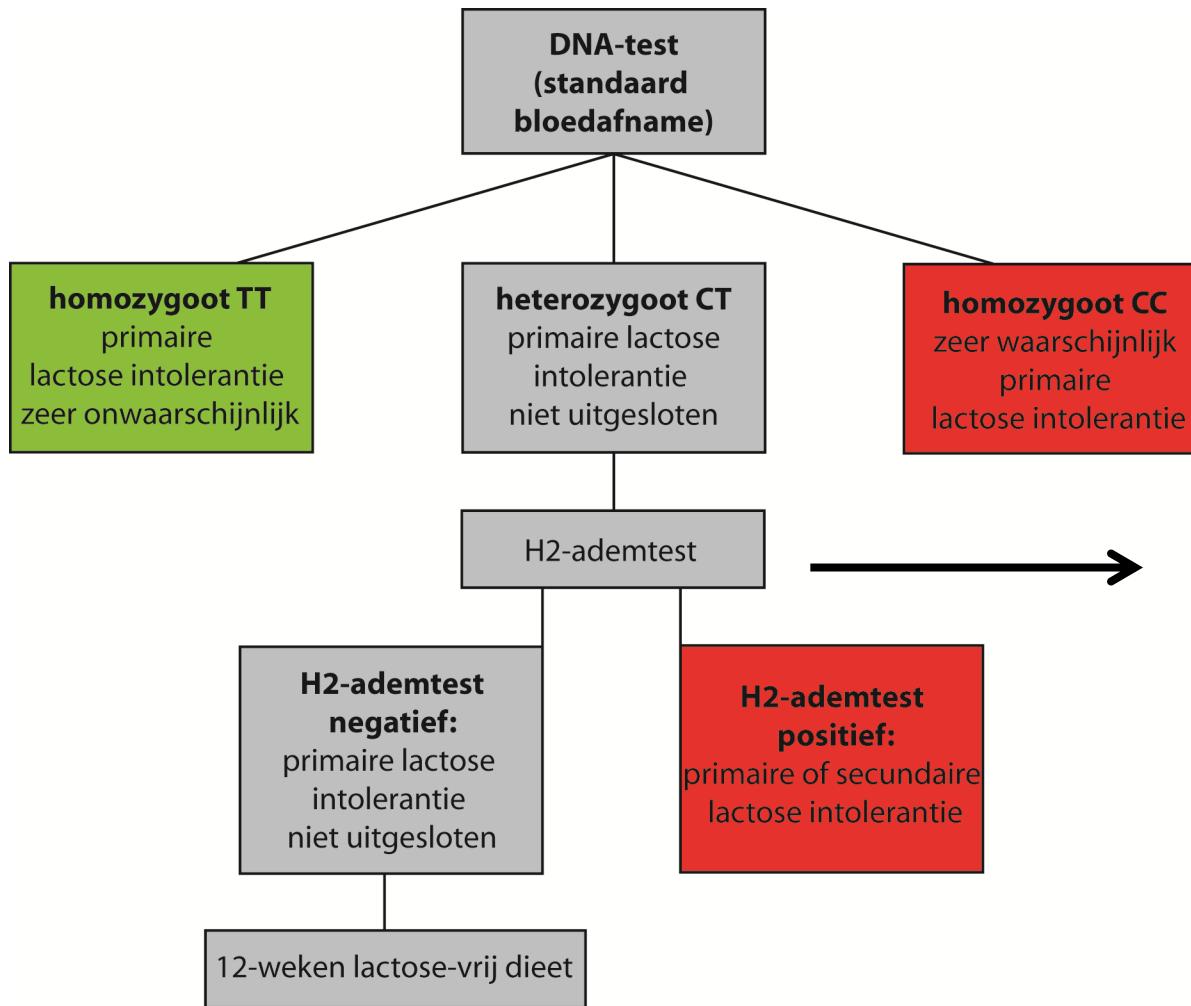 DNA-test
(standaard
bloedafname)
homozygoot TT
primaire
lactose intolerantie
zeer onwaarschijnlijk
heterozygoot CT
primaire lactose
intolerantie
niet uitgesloten
homozygoot CC
zeer waarschijnlijk
primaire
lactose intolerantie
H2-ademtest
H2-ademtest
negatief:
primaire lactose
intolerantie
niet uitgesloten
H2-ademtest
positief:
primaire of secundaire
lactose intolerantie
12-weken lactose-vrij dieet